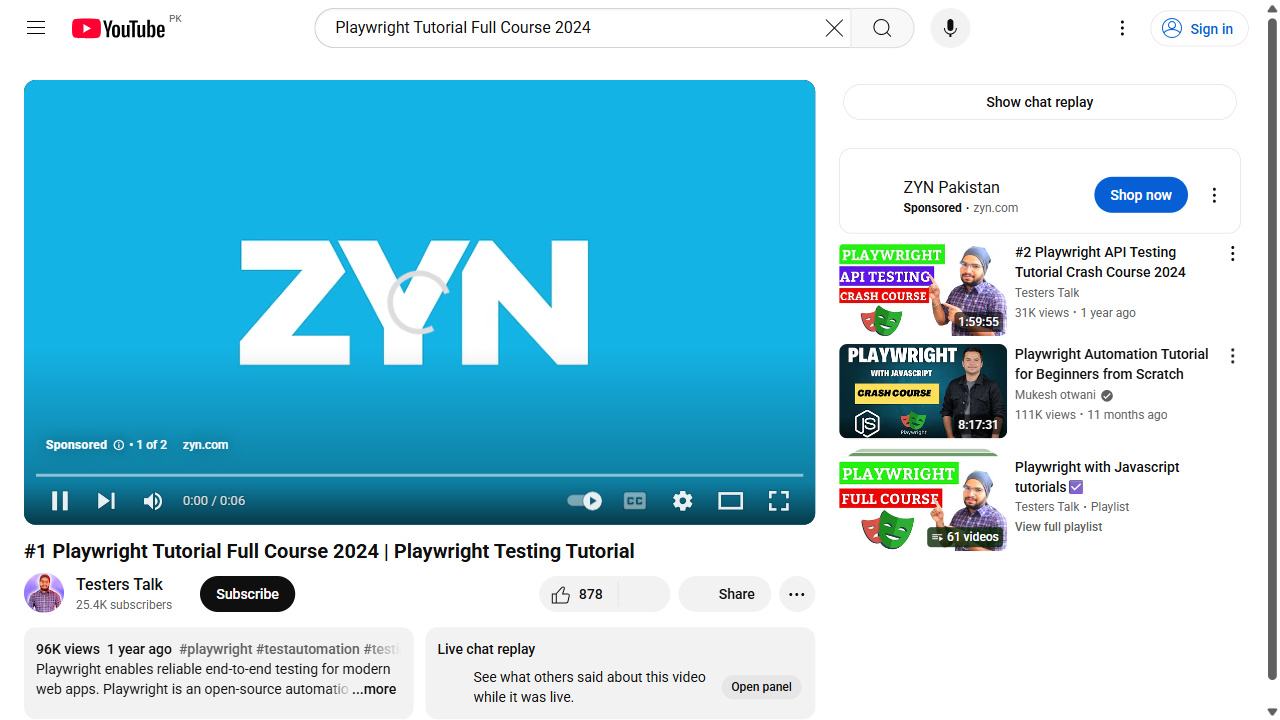 YouTube PK
Playwright Tutorial Full Course 2024
Sign in
ZYN
Sponsored • 1 of 2 zyn.com
0:00 / 0:06
CC
#1 Playwright Tutorial Full Course 2024 | Playwright Testing Tutorial
Testers Talk
25.4K subscribers
Subscribe
878
Share
96K views 1 year ago #playwright #testautomation #testi
Playwright enables reliable end-to-end testing for modern
web apps. Playwright is an open-source automatio ...more
Live chat replay
See what others said about this video
while it was live.
Open panel
Show chat replay
ZYN Pakistan
Sponsored · zyn.com
Shop now
PLAYWRIGHT
API TESTING
CRASH COURSE
1:59:55
#2 Playwright API Testing
Tutorial Crash Course 2024
Testers Talk
31K views • 1 year ago
PLAYWRIGHT
WITH JAVASCRIPT
CRASH COURSE
JS
Playwright
8:17:31
Playwright Automation Tutorial
for Beginners from Scratch
Mukesh otwani
111K views • 11 months ago
PLAYWRIGHT
FULL COURSE
61 videos
Playwright with Javascript
tutorials ☑
Testers Talk • Playlist
View full playlist